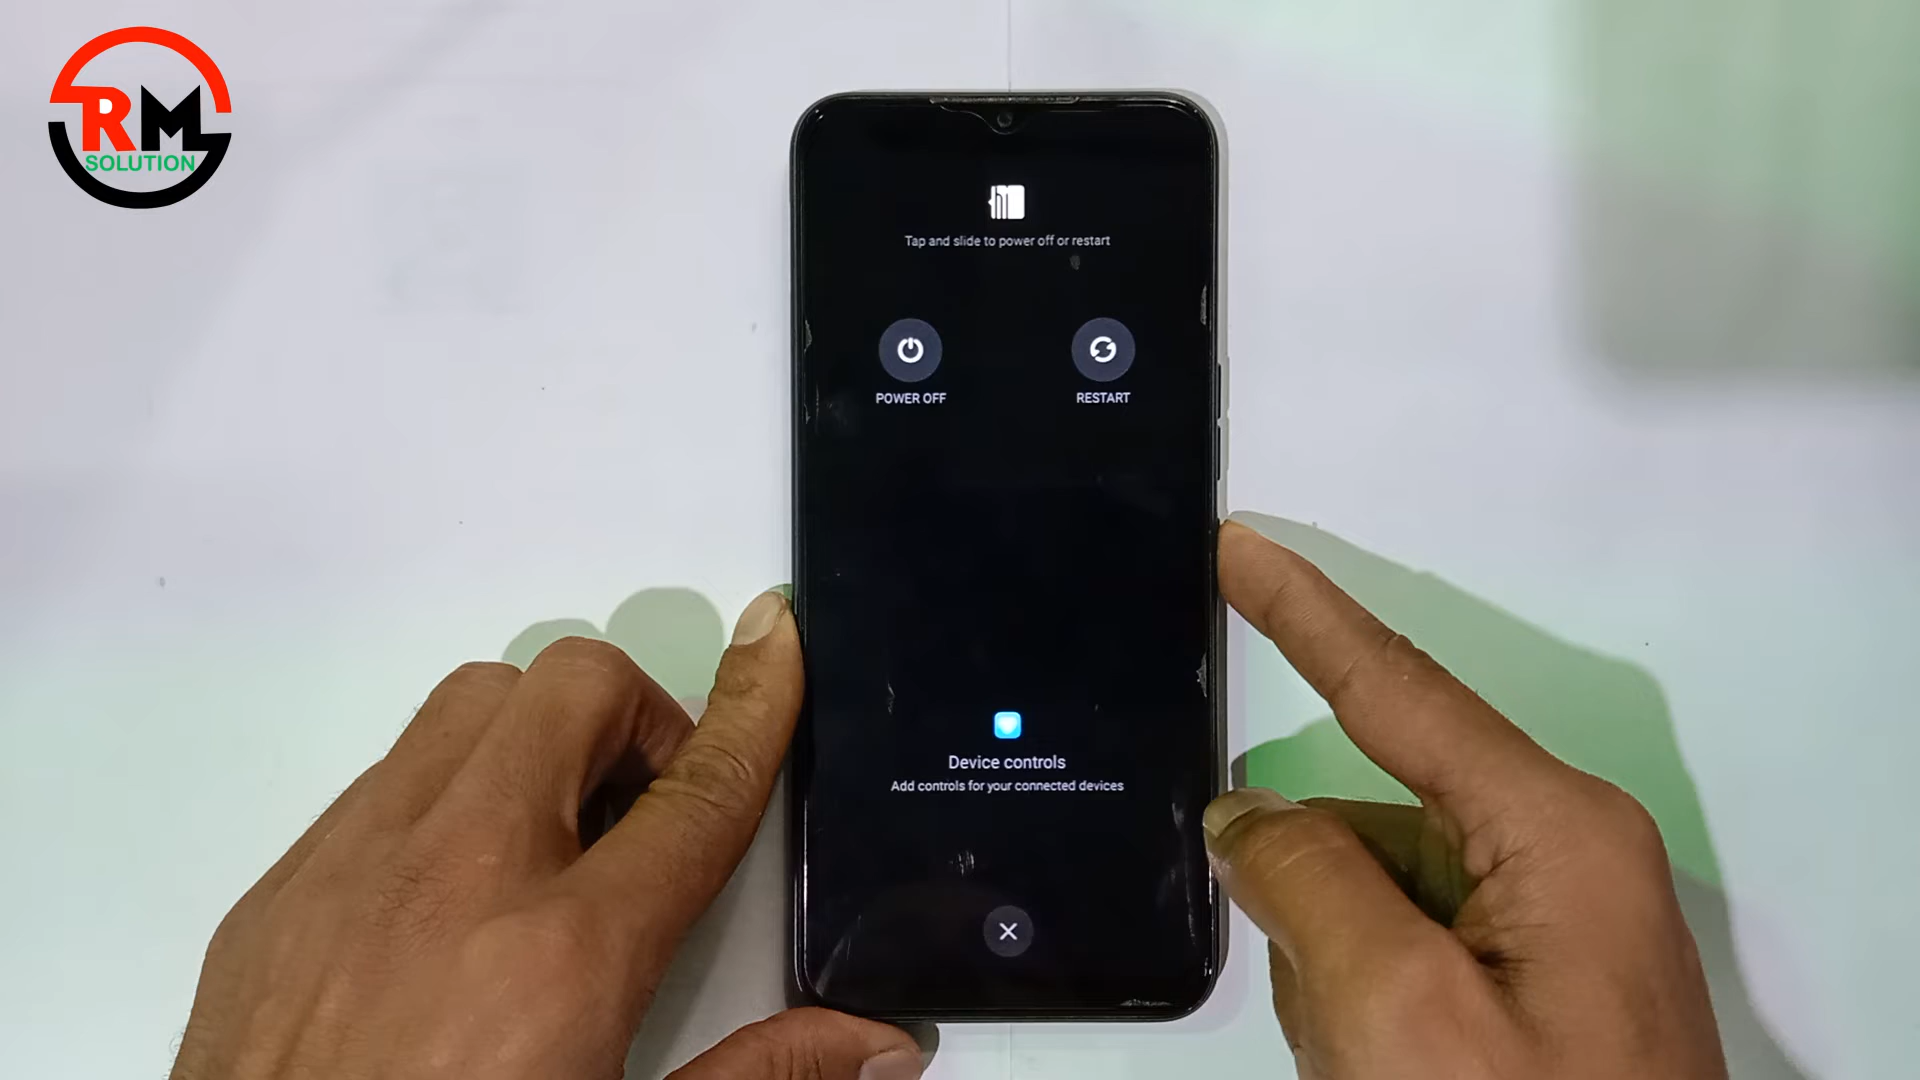 RM
SOLUTION
Tap and slide to power off or restart
POWER OFF
RESTART
Device controls
Add controls for your connected devices